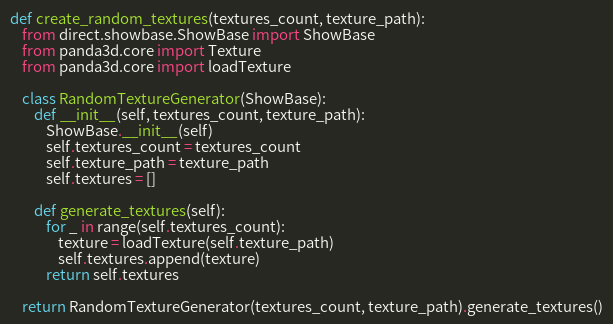 def create_random_textures(textures_count, texture_path):
    from direct.showbase.ShowBase import ShowBase
    from panda3d.core import Texture
    from panda3d.core import loadTexture

    class RandomTextureGenerator(ShowBase):
        def __init__(self, textures_count, texture_path):
            ShowBase.__init__(self)
            self.textures_count = textures_count
            self.texture_path = texture_path
            self.textures = []

        def generate_textures(self):
            for _ in range(self.textures_count):
                texture = loadTexture(self.texture_path)
                self.textures.append(texture)
            return self.textures

    return RandomTextureGenerator(textures_count, texture_path).generate_textures()